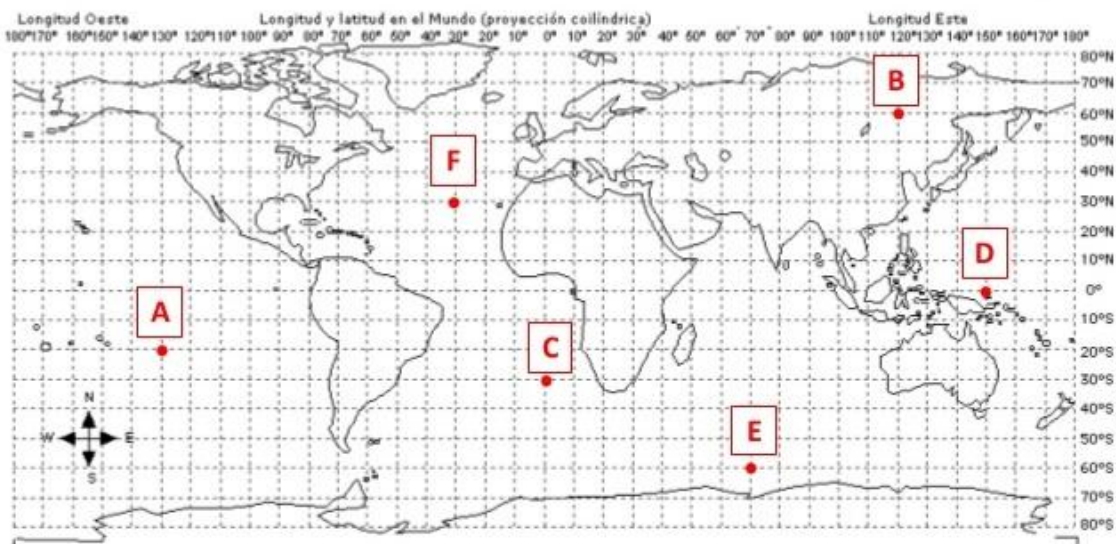 Longitud Oeste Longitud y latitud en el Mundo (proyección coilíndrica) Longitud Este
180°170° 160°150°140°130°120°110°100° 90° 80° 70° 60° 50° 40° 30° 20° 10° 0° 10° 20° 30° 40° 50° 60° 70° 80° 90° 100° 110° 120° 130° 140° 150° 160° 170° 180°
80°N
B
70°N
60°N
50°N
F
40°N
30°N
20°N
D
10°N
0°
A
10°S
C
20°S
30°S
N
40°S
E
W E 50°S
60°S
S
70°S
80°S